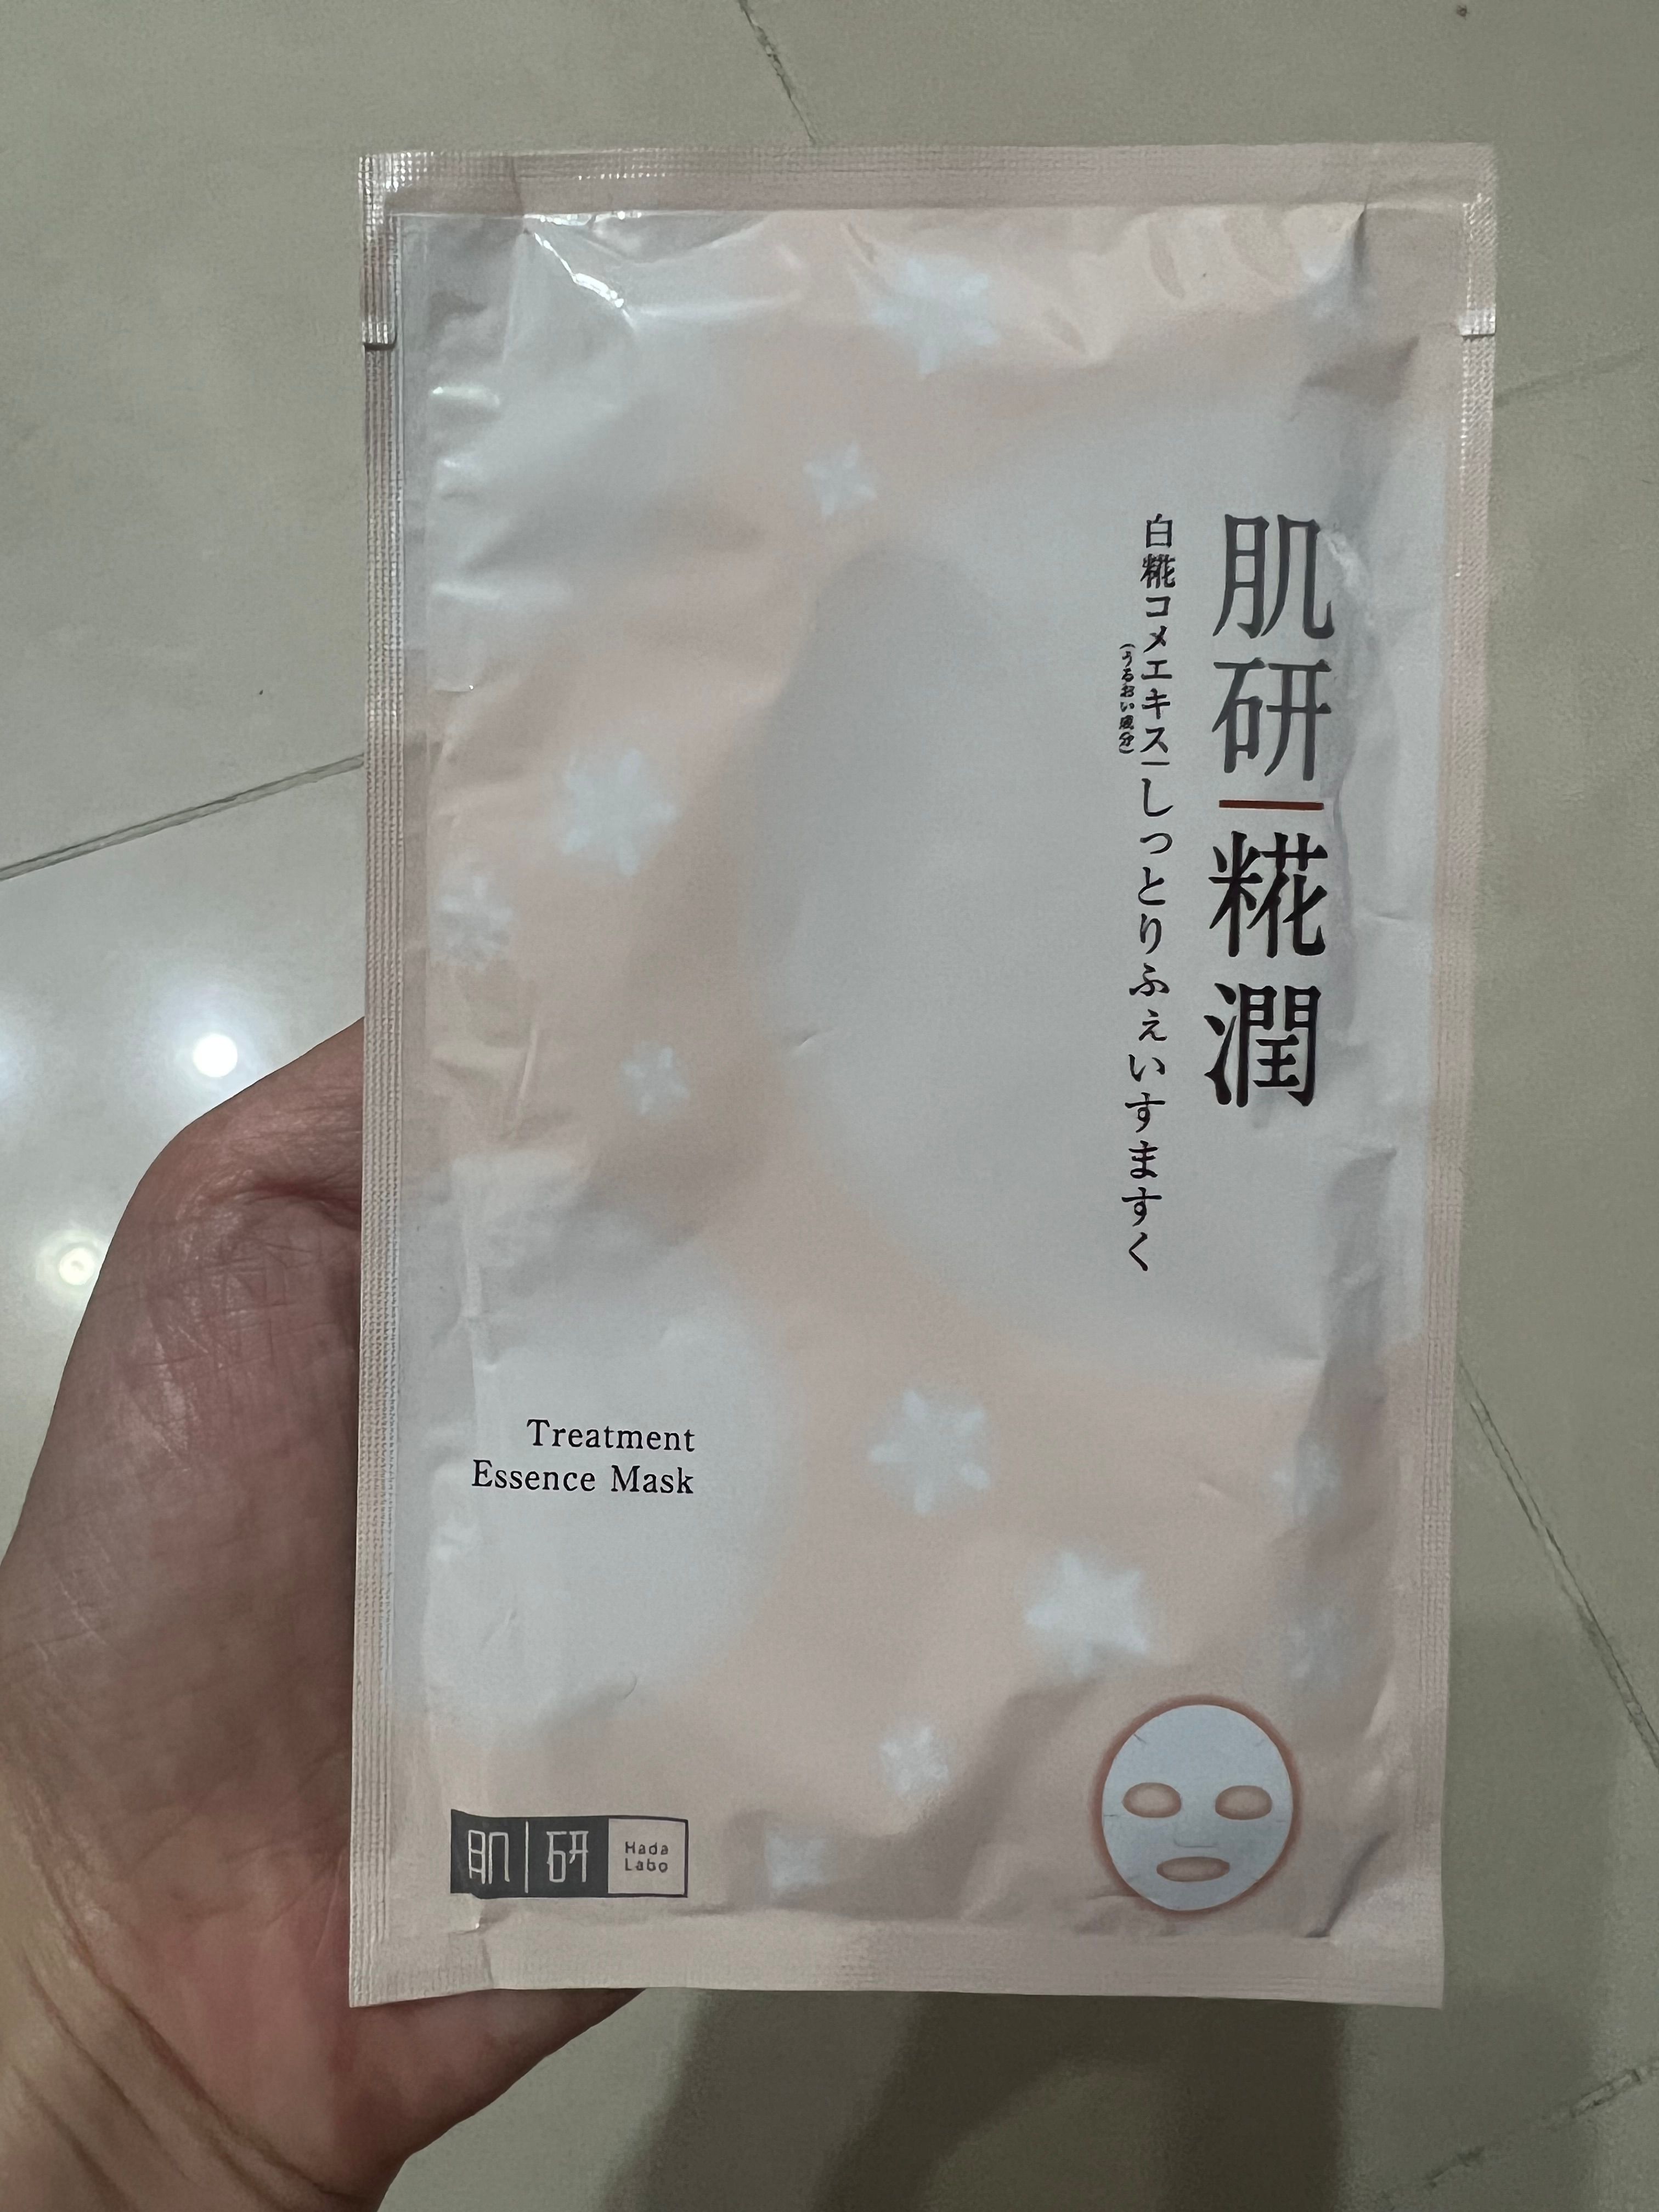 肌研|糀潤
白糀コメエキス|しっとりふぇいすますく
(うるおい成分)
Treatment
Essence Mask
肌|研
Hada
Labo